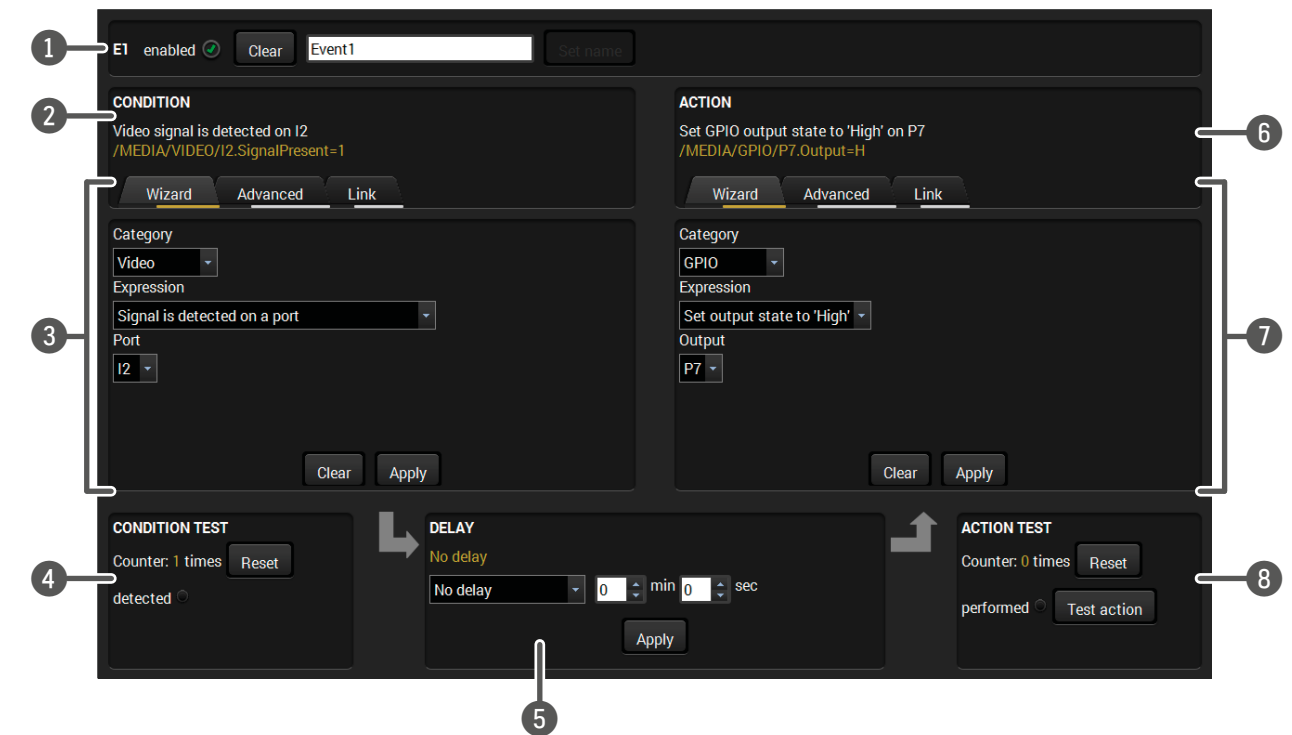 1
E1 enabled Clear Event1 Set name
2
CONDITION
Video signal is detected on I2
/MEDIA/VIDEO/I2.SignalPresent=1
ACTION
Set GPIO output state to 'High' on P7
/MEDIA/GPIO/P7.Output=H
6
3
Wizard Advanced Link
Category
Video
Expression
Signal is detected on a port
Port
I2
Clear Apply
Wizard Advanced Link
Category
GPIO
Expression
Set output state to 'High'
Output
P7
Clear Apply
7
4
CONDITION TEST
Counter: 1 times Reset
detected
DELAY
No delay
No delay 0 min 0 sec
Apply
5
ACTION TEST
Counter: 0 times Reset
performed Test action
8